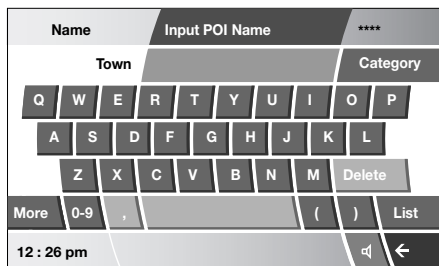 Name Input POI Name ****
Town Category
Q W E R T Y U I O P
A S D F G H J K L
Z X C V B N M Delete
More 0-9 , ( ) List
12 : 26 pm